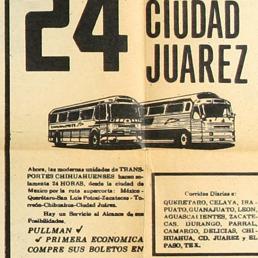 24 CIUDAD
JUAREZ
Ahora, las modernas unidades de TRANS-
PORTES CHIHUAHUENSES hacen so-
lamente 24 HORAS, desde la ciudad de
Mexico por la ruta supercorta: México -
Querétaro-San Luis Potosí-Zacatecas - To-
rreón-Chihuahua-Ciudad Juárez.
Hay un Servicio al Alcance de sus
Posibilidades.
PULLMAN ✓
✓ PRIMERA ECONOMICA
COMPRE SUS BOLETOS EN
Corridas Diarias a:
QUERETARO, CELAYA, IRA-
PUATO, GUANAJUATO, LEON,
AGUASCALIENTES, ZACATE-
CAS, DURANGO, PARRAL,
CAMARGO, DELICIAS, CHI-
HUAHUA, CD. JUAREZ y EL
PASO, TEX.